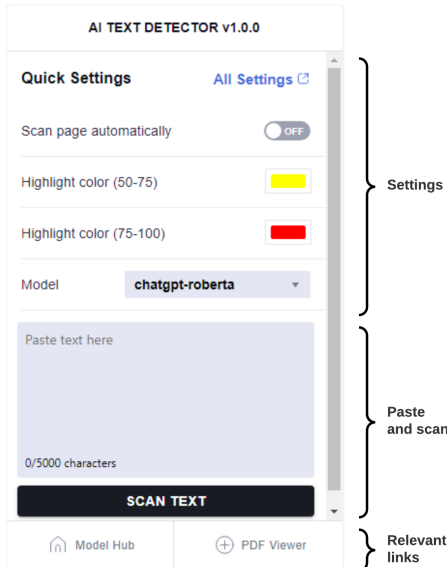 AI TEXT DETECTOR v1.0.0
Quick Settings
All Settings
Scan page automatically
OFF
Highlight color (50-75)
Highlight color (75-100)
Model
chatgpt-roberta
Settings
Paste text here
0/5000 characters
Paste
and scan
SCAN TEXT
Model Hub
PDF Viewer
Relevant
links